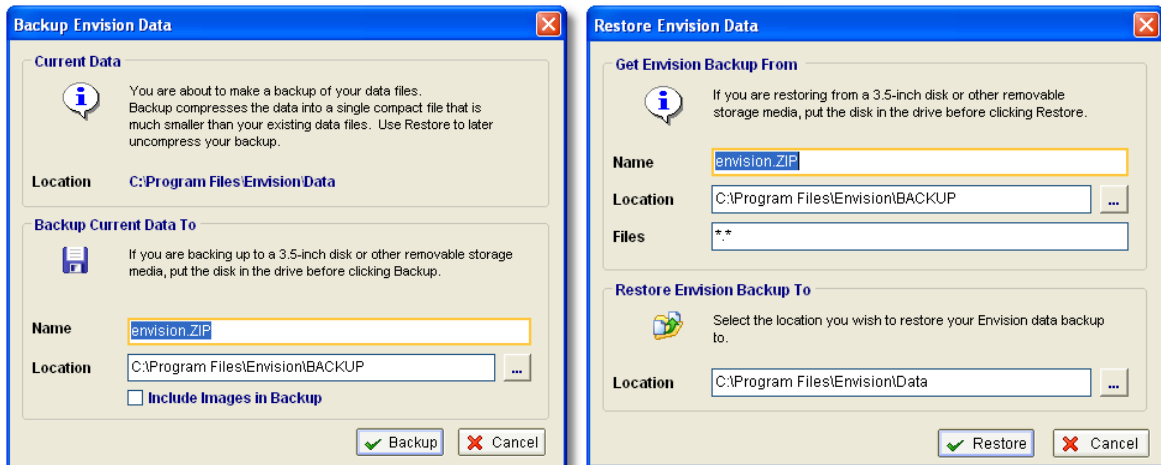 Backup Envision Data
Current Data
You are about to make a backup of your data files.
Backup compresses the data into a single compact file that is
much smaller than your existing data files. Use Restore to later
uncompress your backup.
Location C:\Program Files\Envision\Data
Backup Current Data To
If you are backing up to a 3.5-inch disk or other removable storage
media, put the disk in the drive before clicking Backup.
Name envision.ZIP
Location C:\Program Files\Envision\BACKUP ...
Include Images in Backup
Backup Cancel
Restore Envision Data
Get Envision Backup From
If you are restoring from a 3.5-inch disk or other removable
storage media, put the disk in the drive before clicking Restore.
Name envision.ZIP
Location C:\Program Files\Envision\BACKUP ...
Files *.*
Restore Envision Backup To
Select the location you wish to restore your Envision data backup
to.
Location C:\Program Files\Envision\Data ...
Restore Cancel